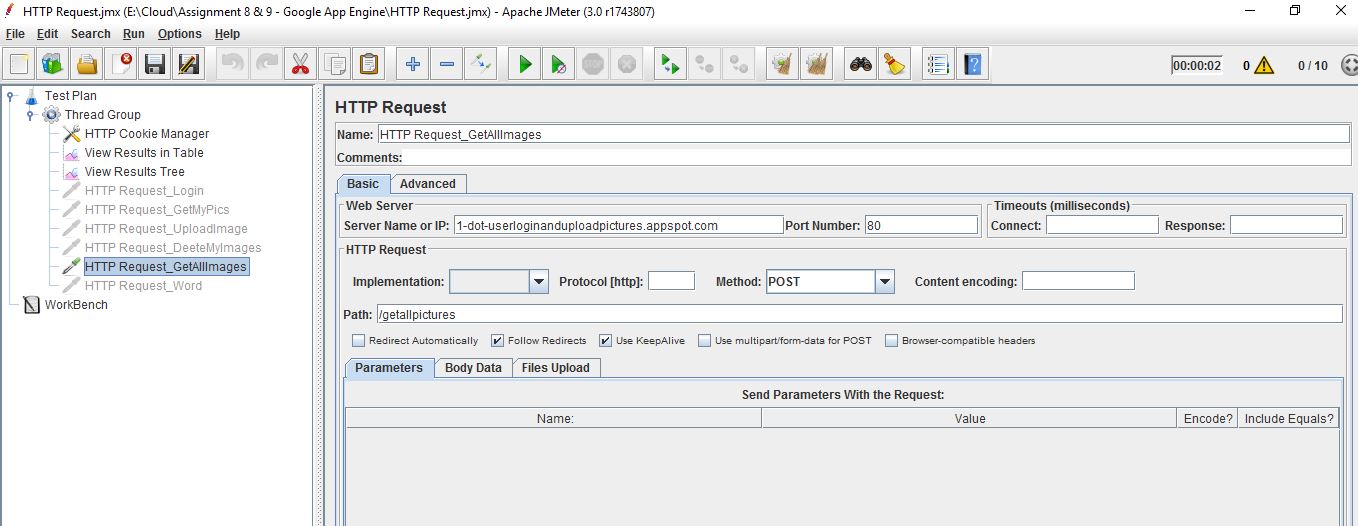 HTTP Request.jmx (E:\Cloud\Assignment 8 & 9 - Google App Engine\HTTP Request.jmx) - Apache JMeter (3.0 r1743807)
File Edit Search Run Options Help
STOP 00:00:02 0 0 / 10
Test Plan
Thread Group
HTTP Cookie Manager
View Results in Table
View Results Tree
HTTP Request_Login
HTTP Request_GetMyPics
HTTP Request_UploadImage
HTTP Request_DeeteMyImages
HTTP Request_GetAllImages
HTTP Request_Word
WorkBench
HTTP Request
Name: HTTP Request_GetAllImages
Comments:
Basic Advanced
Web Server Timeouts (milliseconds)
Server Name or IP: 1-dot-userloginanduploadpictures.appspot.com Port Number: 80 Connect: Response:
HTTP Request
Implementation: Protocol [http]: Method: POST Content encoding:
Path: /getallpictures
Redirect Automatically Follow Redirects Use KeepAlive Use multipart/form-data for POST Browser-compatible headers
Parameters Body Data Files Upload
Send Parameters With the Request:
Name: Value Encode? Include Equals?